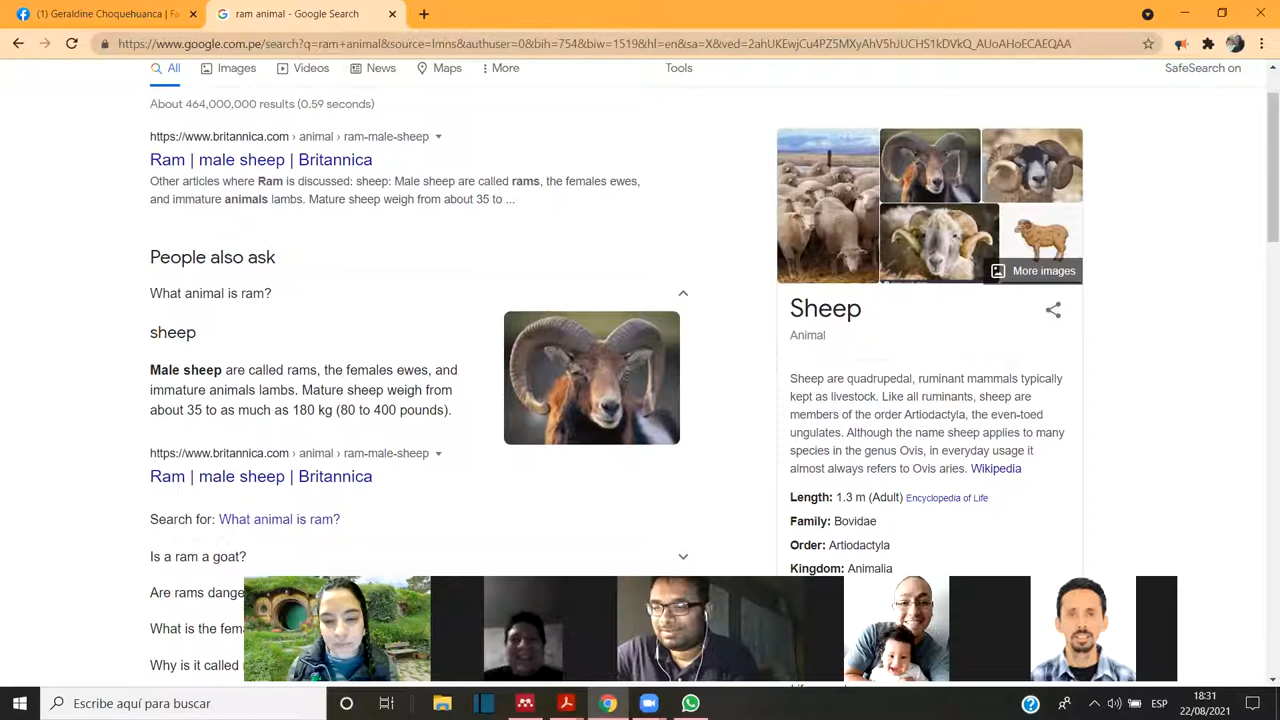 (1) Geraldine Choquehuanca | Fa
ram animal - Google Search
https://www.google.com.pe/search?q=ram+animal&source=lmns&authuser=0&bih=754&biw=1519&hl=en&sa=X&ved=2ahUKEwjCu4PZ5MXyAhV5hJUCHS1kDVkQ_AUoAHoECAEQAA
All Images Videos News Maps More Tools SafeSearch on
About 464,000,000 results (0.59 seconds)
https://www.britannica.com › animal › ram-male-sheep
Ram | male sheep | Britannica
Other articles where Ram is discussed: sheep: Male sheep are called rams, the females ewes,
and immature animals lambs. Mature sheep weigh from about 35 to ...
People also ask
What animal is ram?
sheep
Male sheep are called rams, the females ewes, and
immature animals lambs. Mature sheep weigh from
about 35 to as much as 180 kg (80 to 400 pounds).
https://www.britannica.com › animal › ram-male-sheep
Ram | male sheep | Britannica
Search for: What animal is ram?
Is a ram a goat?
Are rams dange
What is the fem
Why is it called
More images
Sheep
Animal
Sheep are quadrupedal, ruminant mammals typically
kept as livestock. Like all ruminants, sheep are
members of the order Artiodactyla, the even-toed
ungulates. Although the name sheep applies to many
species in the genus Ovis, in everyday usage it
almost always refers to Ovis aries. Wikipedia
Length: 1.3 m (Adult) Encyclopedia of Life
Family: Bovidae
Order: Artiodactyla
Kingdom: Animalia
Escribe aquí para buscar
ESP
18:31
22/08/2021